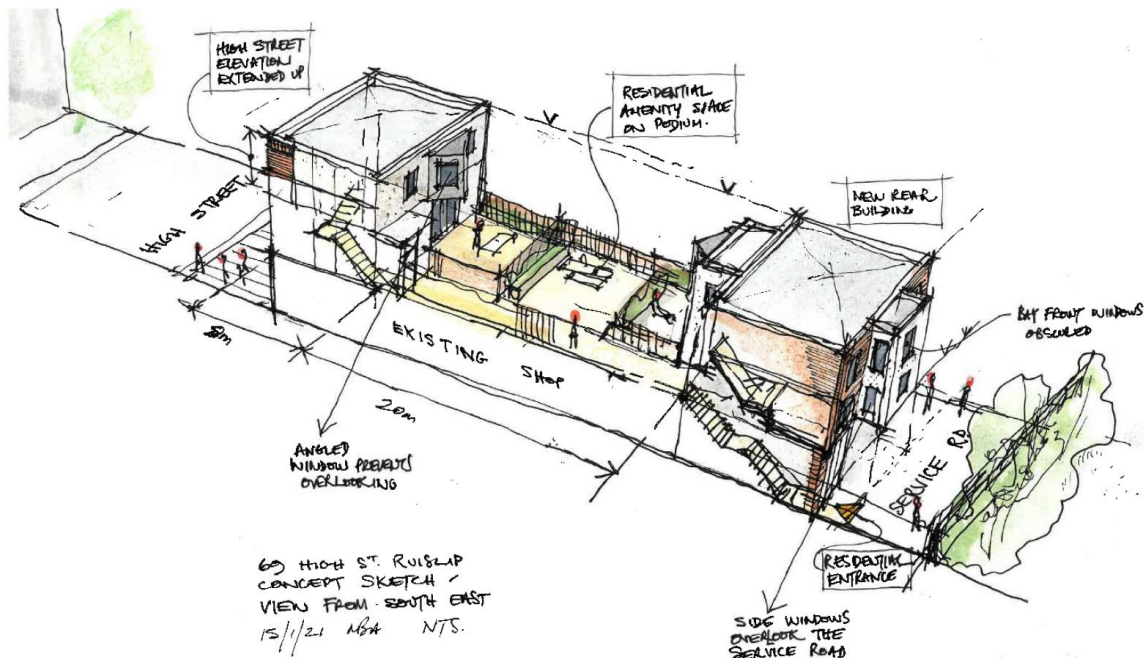 HIGH STREET
ELEVATION
EXTENDED UP
RESIDENTIAL
AMENITY SPACE
ON PODIUM.
NEW REAR
BUILDING
HIGH STREET
BAY FRONT WINDOWS
OBSCURED
8m
EXISTING SHOP
20m
ANGLED
WINDOW PREVENTS
OVERLOOKING
SERVICE RD
RESIDENTIAL
ENTRANCE
SIDE WINDOWS
OVERLOOK THE
SERVICE ROAD
69 HIGH ST. RUISLIP
CONCEPT SKETCH
VIEW FROM SOUTH EAST
15/1/21 MBA NTS.